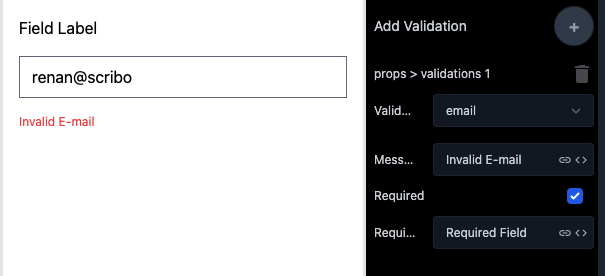 Field Label
renan@scribo
Invalid E-mail
Add Validation
+
props > validations 1
Valid... email
Mess... Invalid E-mail
Required
Requi... Required Field